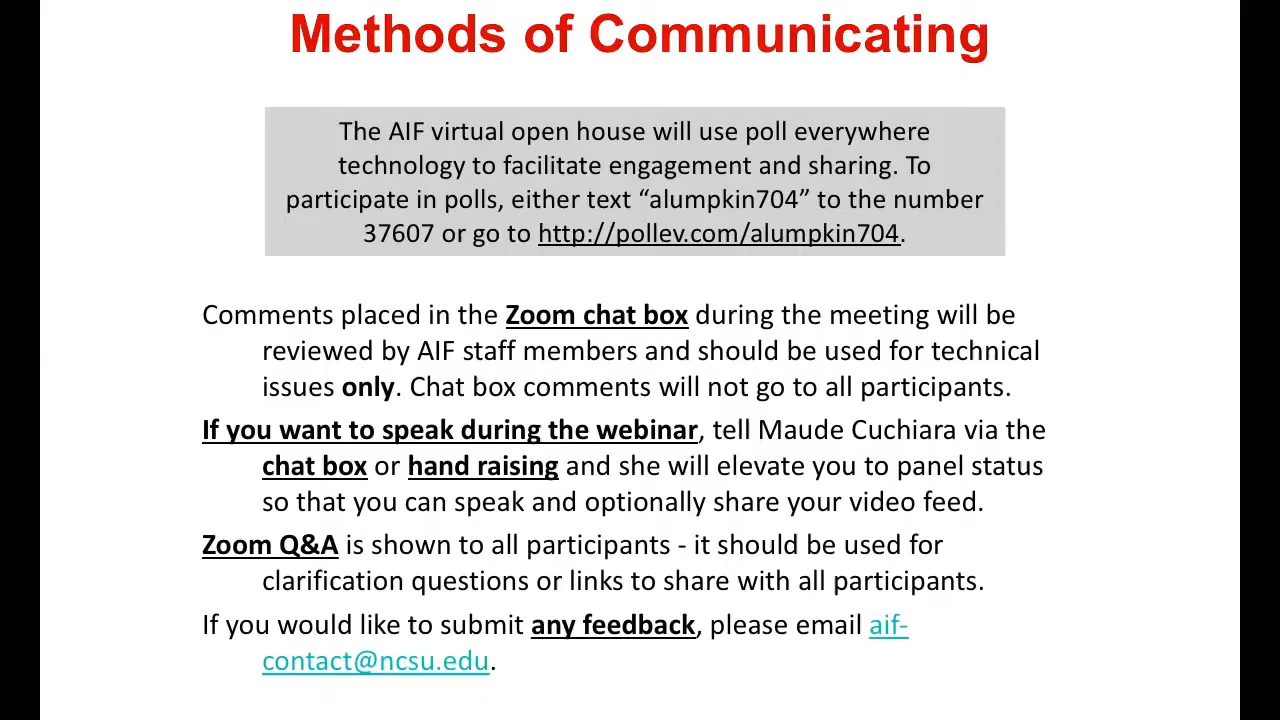 Methods of Communicating
The AIF virtual open house will use poll everywhere
technology to facilitate engagement and sharing. To
participate in polls, either text “alumpkin704” to the number
37607 or go to http://pollev.com/alumpkin704.
Comments placed in the Zoom chat box during the meeting will be
reviewed by AIF staff members and should be used for technical
issues only. Chat box comments will not go to all participants.
If you want to speak during the webinar, tell Maude Cuchiara via the
chat box or hand raising and she will elevate you to panel status
so that you can speak and optionally share your video feed.
Zoom Q&A is shown to all participants - it should be used for
clarification questions or links to share with all participants.
If you would like to submit any feedback, please email aif-
contact@ncsu.edu.